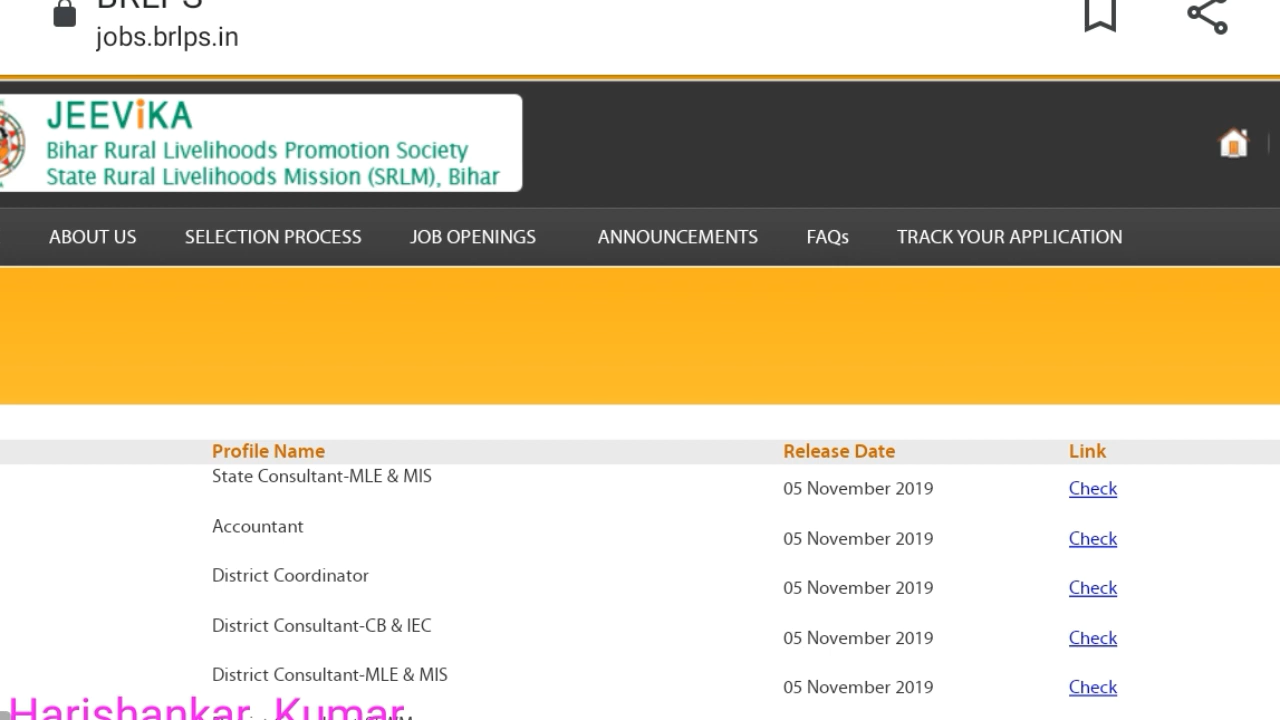 BRLPS
jobs.brlps.in
JEEViKA
Bihar Rural Livelihoods Promotion Society
State Rural Livelihoods Mission (SRLM), Bihar
ABOUT US SELECTION PROCESS JOB OPENINGS ANNOUNCEMENTS FAQs TRACK YOUR APPLICATION
Profile Name Release Date Link
State Consultant-MLE & MIS 05 November 2019 Check
Accountant 05 November 2019 Check
District Coordinator 05 November 2019 Check
District Consultant-CB & IEC 05 November 2019 Check
District Consultant-MLE & MIS 05 November 2019 Check
Harishankar Kumar